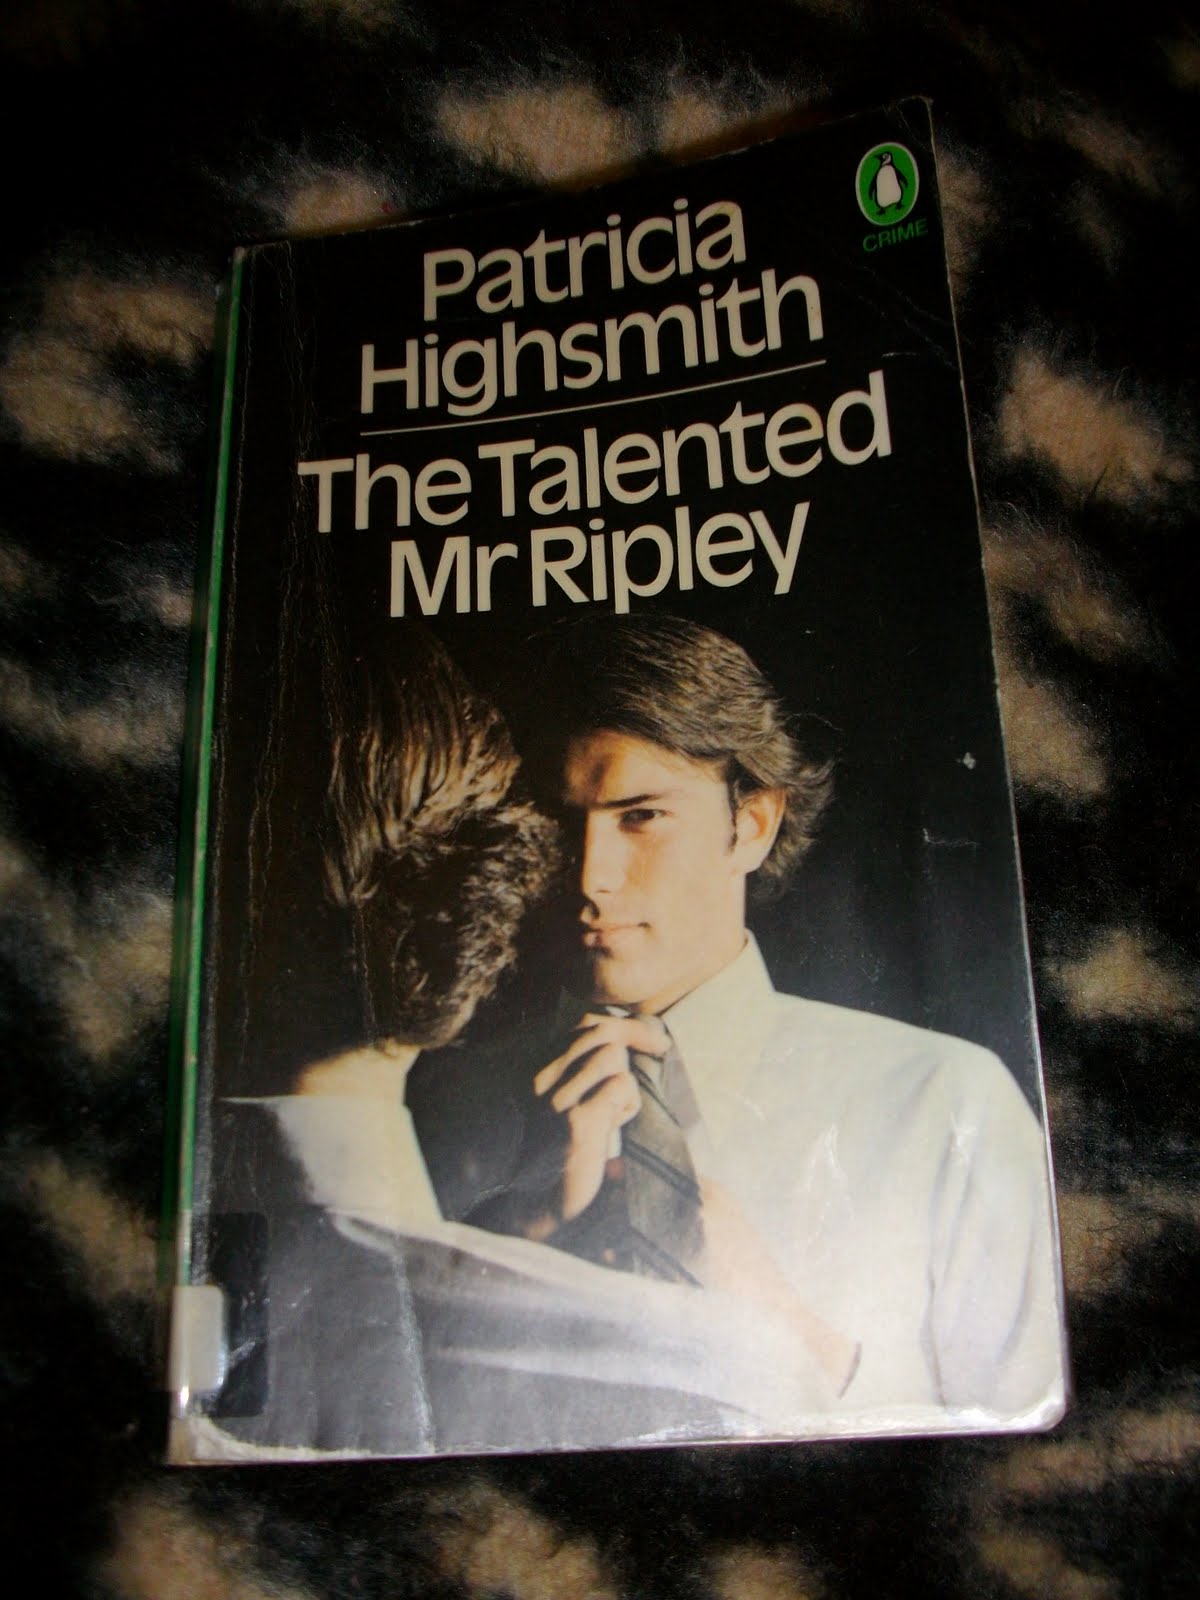 CRIME
Patricia
Highsmith
The Talented
Mr Ripley